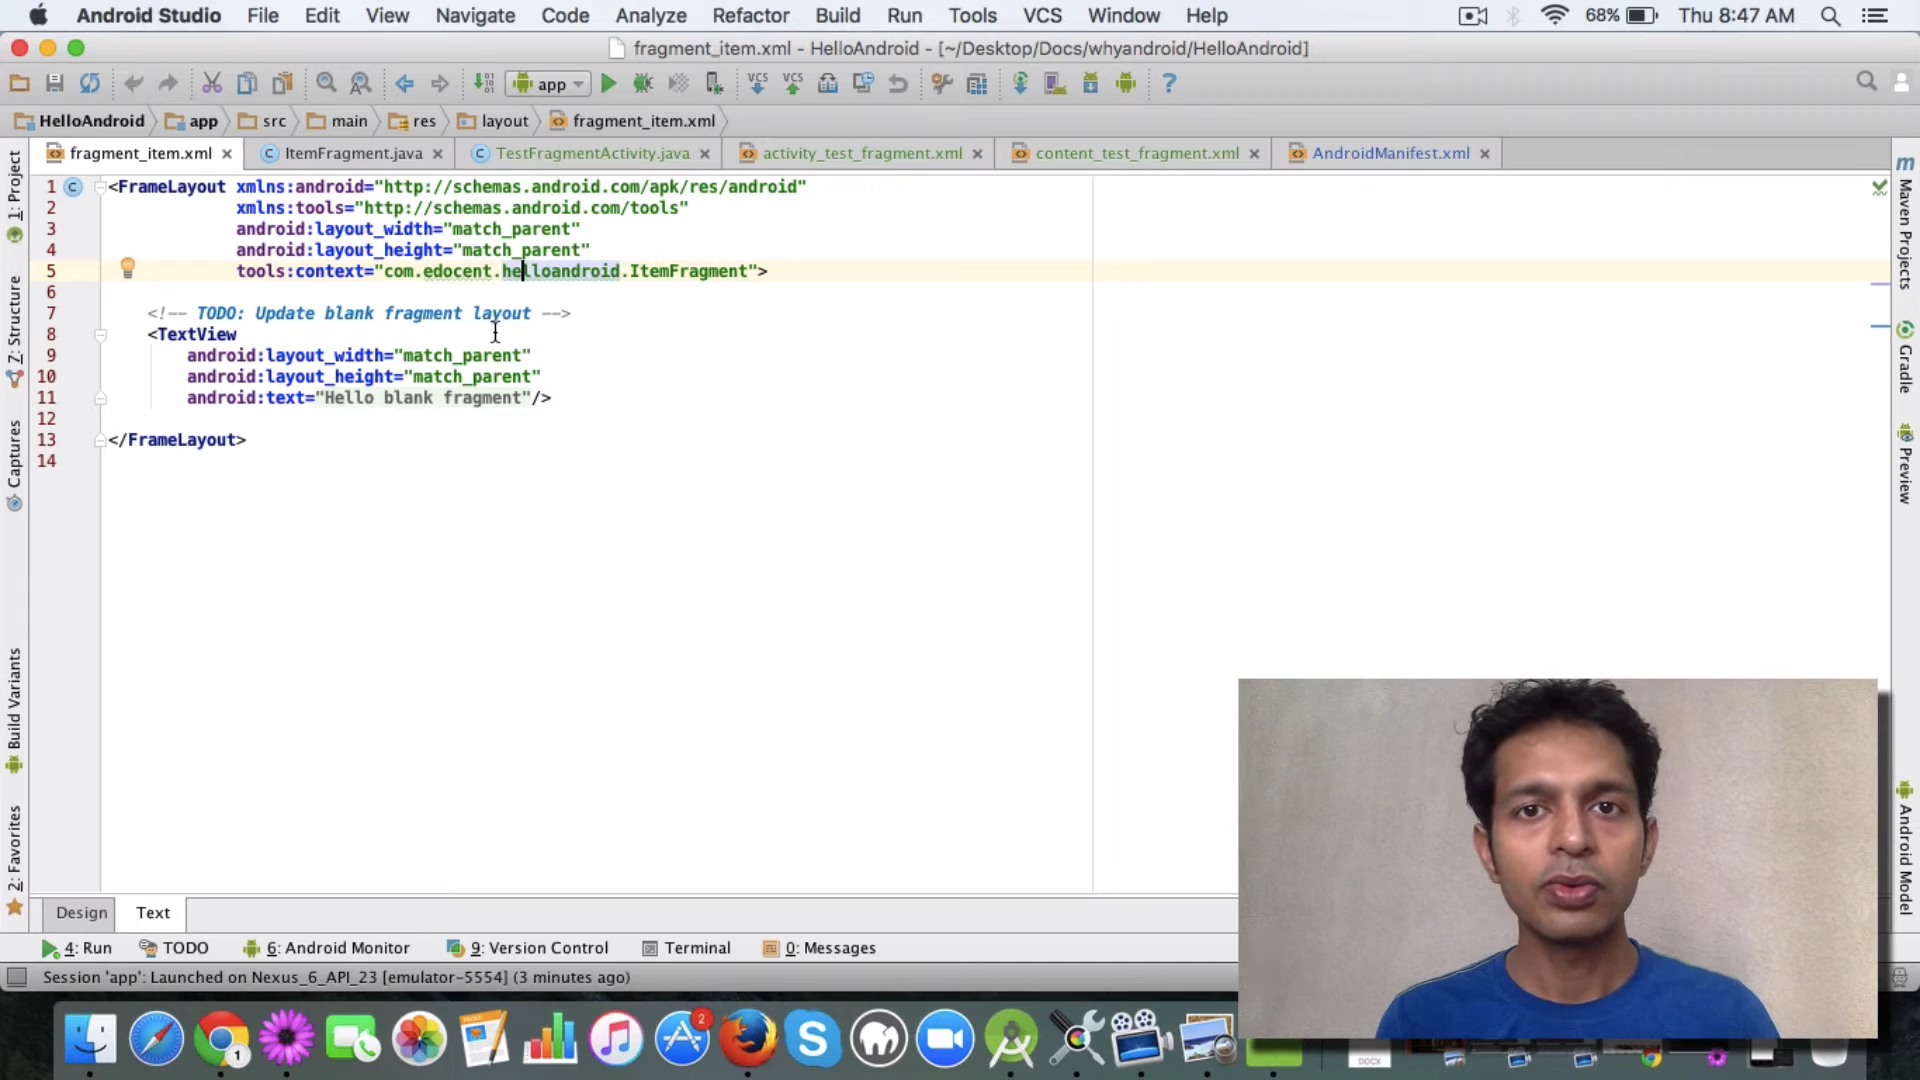 Android Studio File Edit View Navigate Code Analyze Refactor Build Run Tools VCS Window Help 68% Thu 8:47 AM
fragment_item.xml - HelloAndroid - [~/Desktop/Docs/whyandroid/HelloAndroid]
app VCS VCS ?
HelloAndroid app src main res layout fragment_item.xml
fragment_item.xml ItemFragment.java TestFragmentActivity.java activity_test_fragment.xml content_test_fragment.xml AndroidManifest.xml
1 <FrameLayout xmlns:android="http://schemas.android.com/apk/res/android"
2 xmlns:tools="http://schemas.android.com/tools"
3 android:layout_width="match_parent"
4 android:layout_height="match_parent"
5 tools:context="com.edocent.helloandroid.ItemFragment">
6
7 <!-- TODO: Update blank fragment layout -->
8 <TextView
9 android:layout_width="match_parent"
10 android:layout_height="match_parent"
11 android:text="Hello blank fragment"/>
12
13 </FrameLayout>
14
1: Project
7: Structure
Captures
Build Variants
2: Favorites
m Maven Projects
Gradle
Preview
Android Model
Design Text
4: Run TODO 6: Android Monitor 9: Version Control Terminal 0: Messages
Session 'app': Launched on Nexus_6_API_23 [emulator-5554] (3 minutes ago)
1
2
DOCX